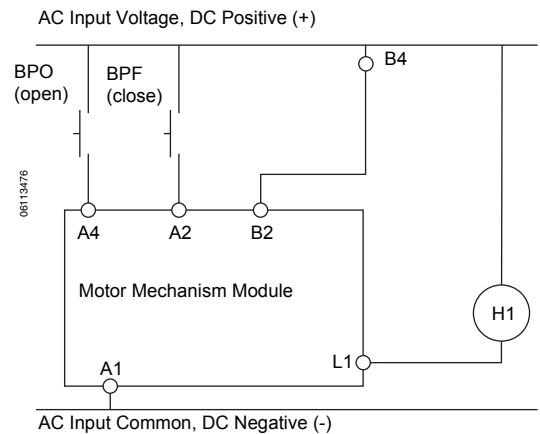 AC Input Voltage, DC Positive (+)
BPO
(open)
BPF
(close)
B4
06113476
A4
A2
B2
Motor Mechanism Module
H1
L1
A1
AC Input Common, DC Negative (-)